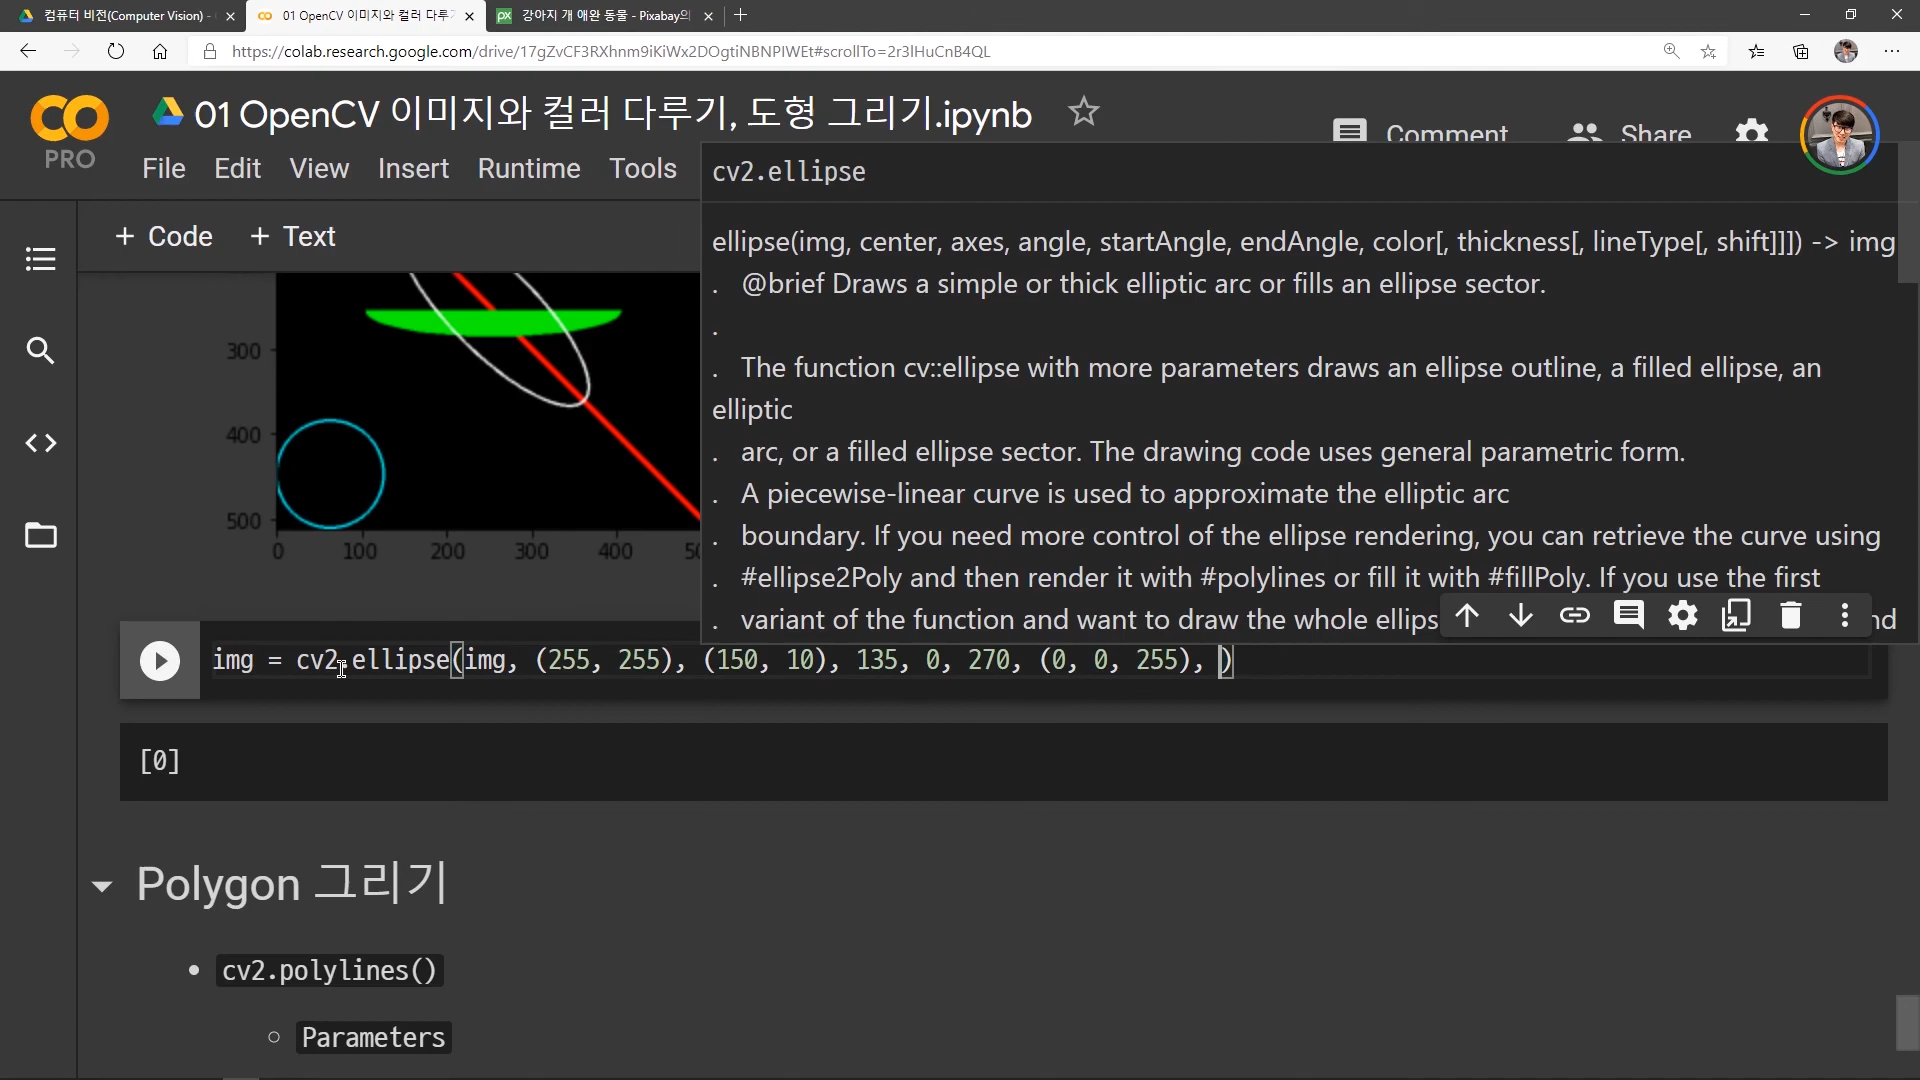 컴퓨터 비전(Computer Vision) -
01 OpenCV 이미지와 컬러 다루기
강아지 개 애완 동물 - Pixabay의
https://colab.research.google.com/drive/17gZvCF3RXhnm9iKiWx2DOgtiNBNPIWEt#scrollTo=2r3lHuCnB4QL
CO
PRO
01 OpenCV 이미지와 컬러 다루기, 도형 그리기.ipynb
Comment
Share
File Edit View Insert Runtime Tools
+ Code + Text
cv2.ellipse
ellipse(img, center, axes, angle, startAngle, endAngle, color[, thickness[, lineType[, shift]]]) -> img
. @brief Draws a simple or thick elliptic arc or fills an ellipse sector.
.
. The function cv::ellipse with more parameters draws an ellipse outline, a filled ellipse, an
elliptic
. arc, or a filled ellipse sector. The drawing code uses general parametric form.
. A piecewise-linear curve is used to approximate the elliptic arc
. boundary. If you need more control of the ellipse rendering, you can retrieve the curve using
. #ellipse2Poly and then render it with #polylines or fill it with #fillPoly. If you use the first
. variant of the function and want to draw the whole ellips
300
400
500
0 100 200 300 400
img = cv2.ellipse(img, (255, 255), (150, 10), 135, 0, 270, (0, 0, 255), )
[0]
Polygon 그리기
• cv2.polylines()
○ Parameters